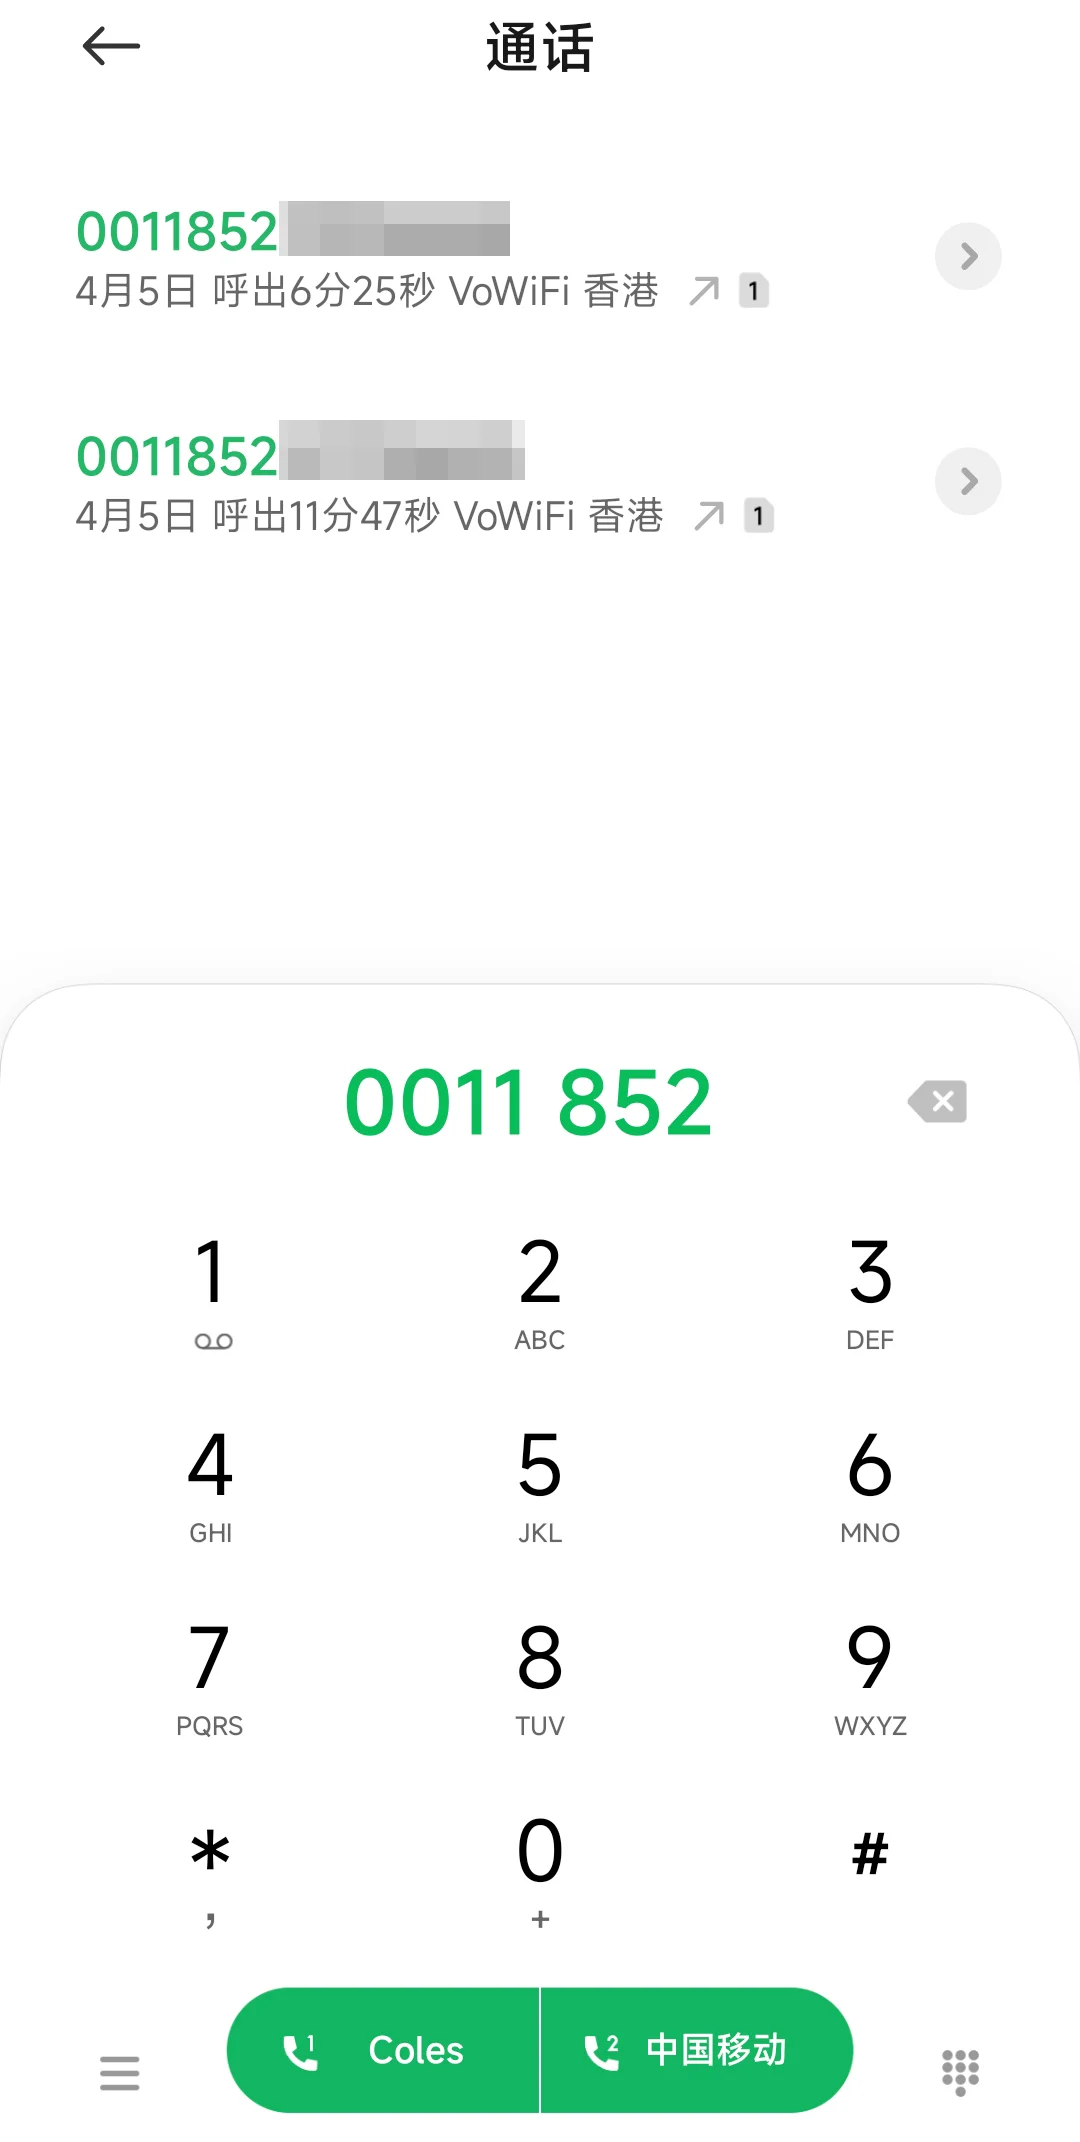 通话
0011852
4月5日 呼出6分25秒 VoWiFi 香港 1
0011852
4月5日 呼出11分47秒 VoWiFi 香港 1
0011 852
1 2 3
ABC DEF
4 5 6
GHI JKL MNO
7 8 9
PQRS TUV WXYZ
* 0 #
, +
1 Coles 2 中国移动